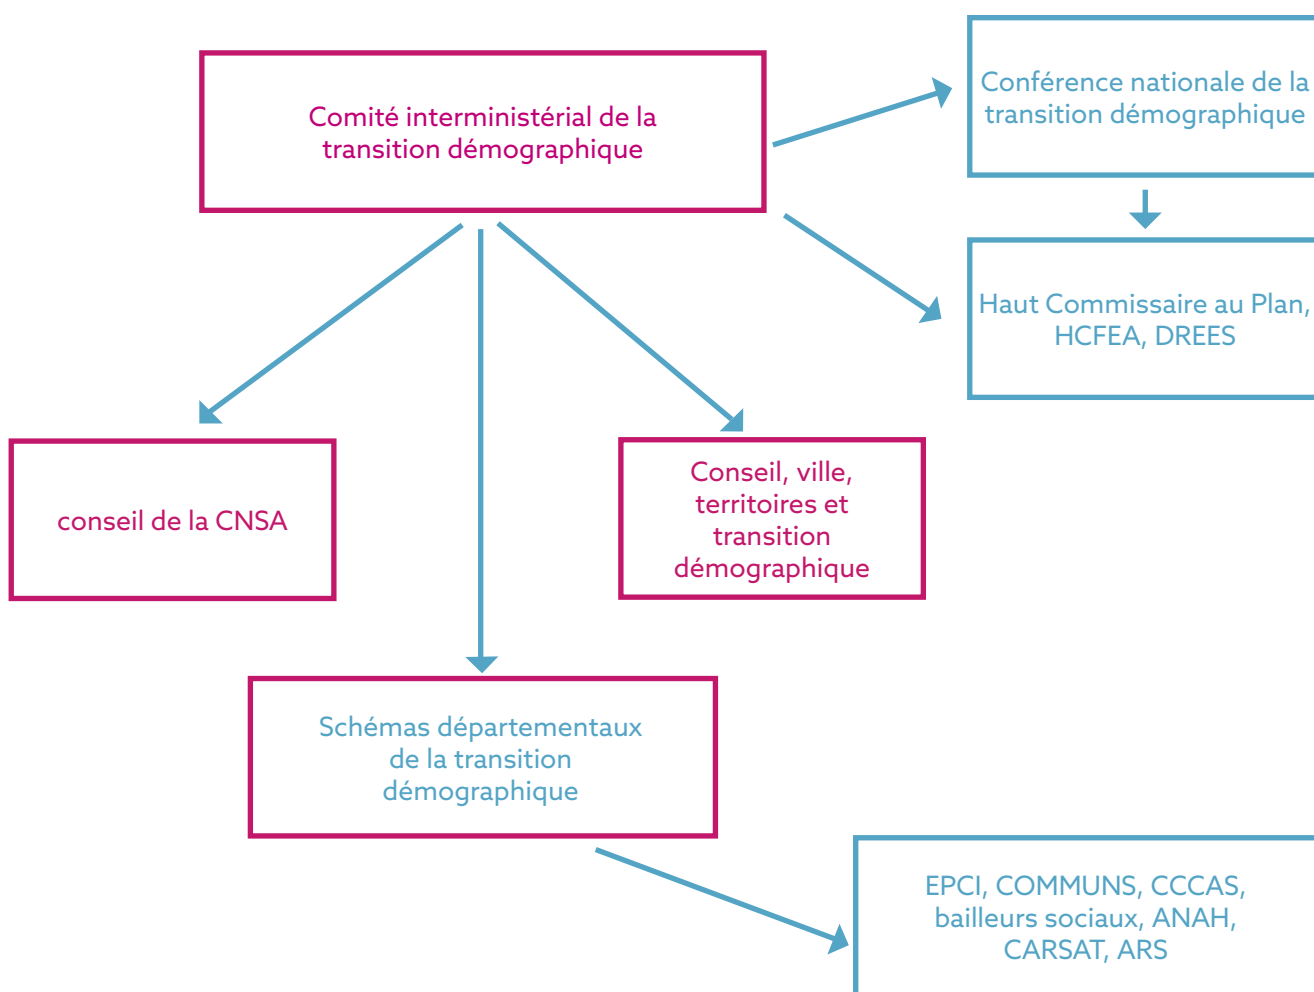 Comité interministérial de la
transition démographique
Conférence nationale de la
transition démographique
Haut Commissaire au Plan,
HCFEA, DREES
conseil de la CNSA
Conseil, ville,
territoires et
transition
démographique
Schémas départementaux
de la transition
démographique
EPCI, COMMUNS, CCCAS,
bailleurs sociaux, ANAH,
CARSAT, ARS